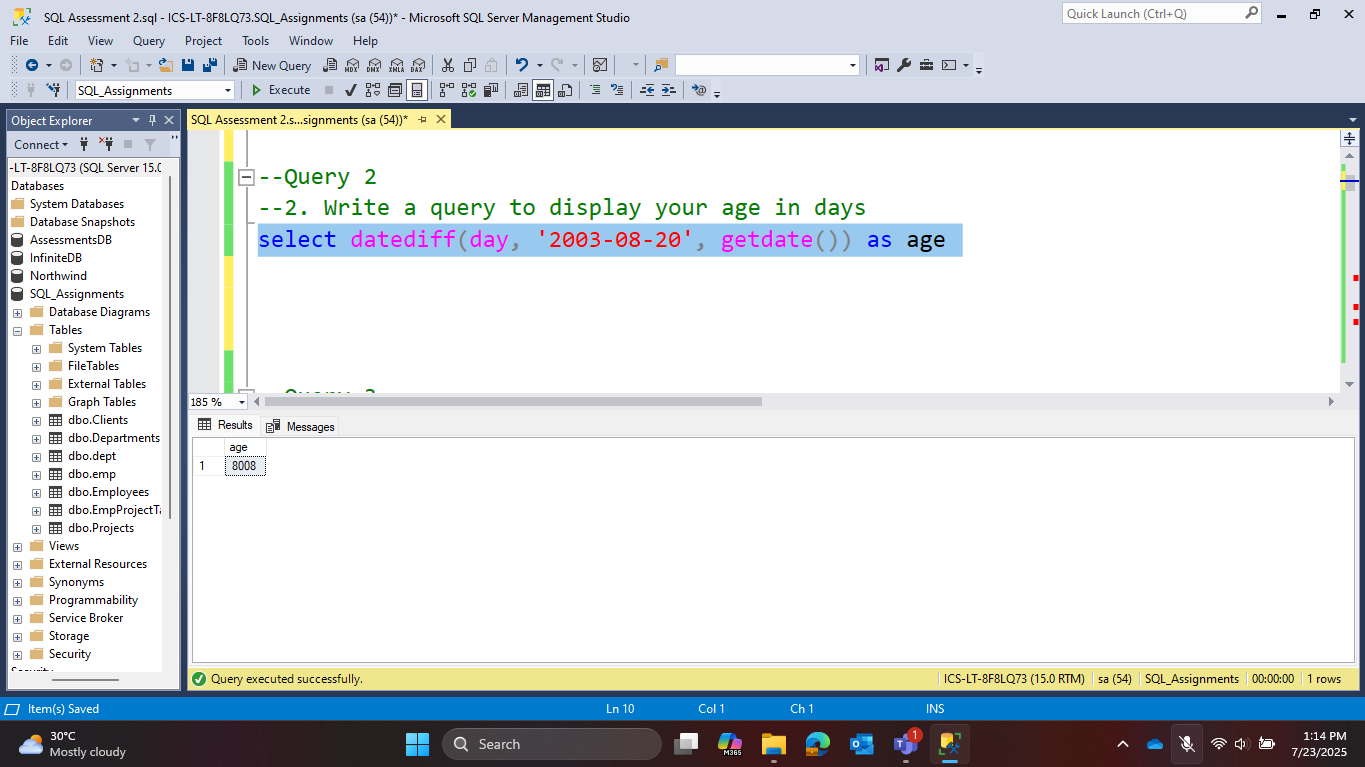 SQL Assessment 2.sql - ICS-LT-8F8LQ73.SQL_Assignments (sa (54))* - Microsoft SQL Server Management Studio
Quick Launch (Ctrl+Q)
File Edit View Query Project Tools Window Help
New Query MDX DMX XMLA DAX
SQL_Assignments Execute
Object Explorer
SQL Assessment 2.s...signments (sa (54))*
Connect
-LT-8F8LQ73 (SQL Server 15.0
Databases
System Databases
Database Snapshots
AssessmentsDB
InfiniteDB
Northwind
SQL_Assignments
Database Diagrams
Tables
System Tables
FileTables
External Tables
Graph Tables
dbo.Clients
dbo.Departments
dbo.dept
dbo.emp
dbo.Employees
dbo.EmpProjectTa
dbo.Projects
Views
External Resources
Synonyms
Programmability
Service Broker
Storage
Security
Security
--Query 2
--2. Write a query to display your age in days
select datediff(day, '2003-08-20', getdate()) as age
185 %
Results Messages
age
1 8008
Query executed successfully.
ICS-LT-8F8LQ73 (15.0 RTM) sa (54) SQL_Assignments 00:00:00 1 rows
Item(s) Saved Ln 10 Col 1 Ch 1 INS
30°C
Mostly cloudy
Search
M365
1
1:14 PM
7/23/2025